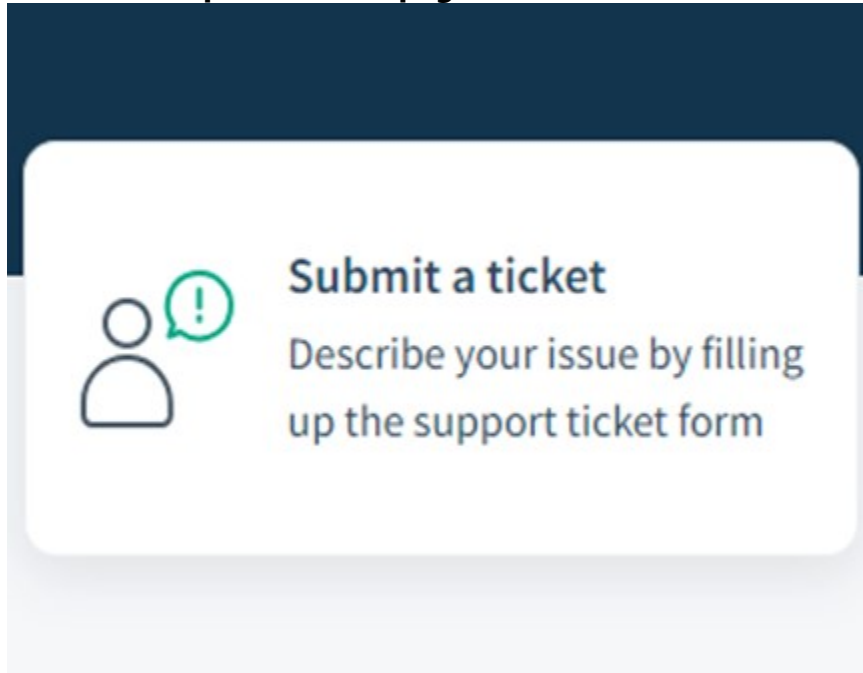 Submit a ticket
Describe your issue by filling
up the support ticket form